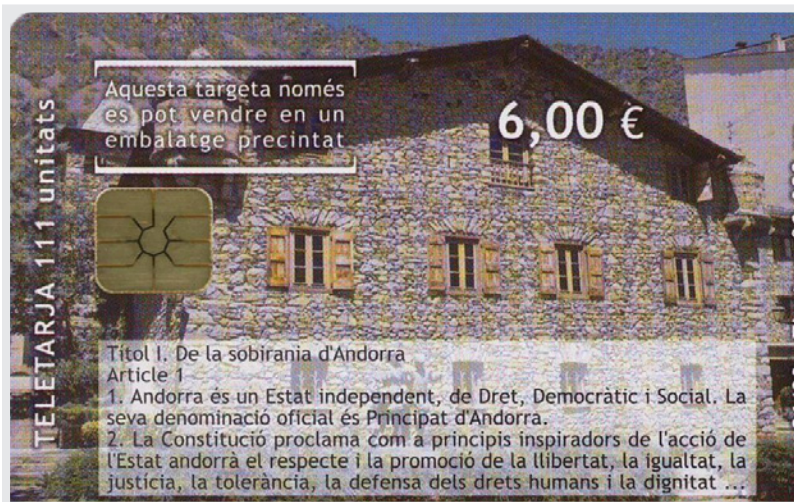 Aquesta targeta només
es pot vendre en un
embalatge precintat
6,00 €
TELETARJA 111 unitats
Títol I. De la sobirania d'Andorra
Article 1
1. Andorra és un Estat independent, de Dret, Democràtic i Social. La
seva denominació oficial és Principat d'Andorra.
2. La Constitució proclama com a principis inspiradors de l'acció de
l'Estat andorrà el respecte i la promoció de la llibertat, la igualtat, la
justícia, la tolerància, la defensa dels drets humans i la dignitat ...